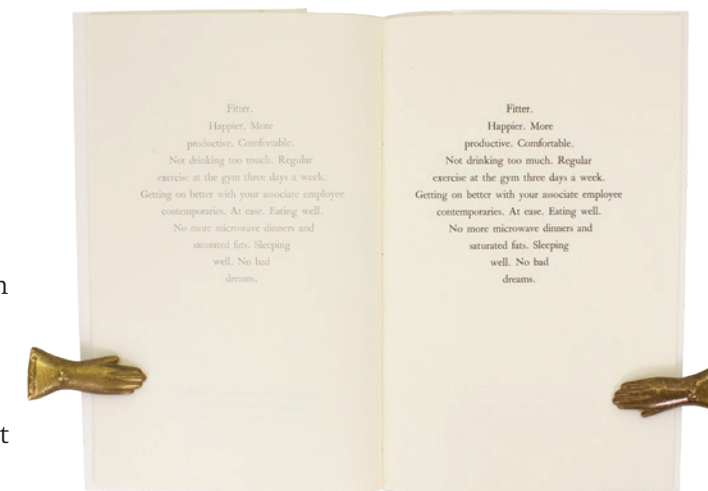 Fitter.
Happier. More
productive. Comfortable.
Not drinking too much. Regular
exercise at the gym three days a week.
Getting on better with your associate employee
contemporaries. At ease. Eating well.
No more microwave dinners and
saturated fats. Sleeping
well. No bad
dreams.
Fitter.
Happier. More
productive. Comfortable.
Not drinking too much. Regular
exercise at the gym three days a week.
Getting on better with your associate employee
contemporaries. At ease. Eating well.
No more microwave dinners and
saturated fats. Sleeping
well. No bad
dreams.